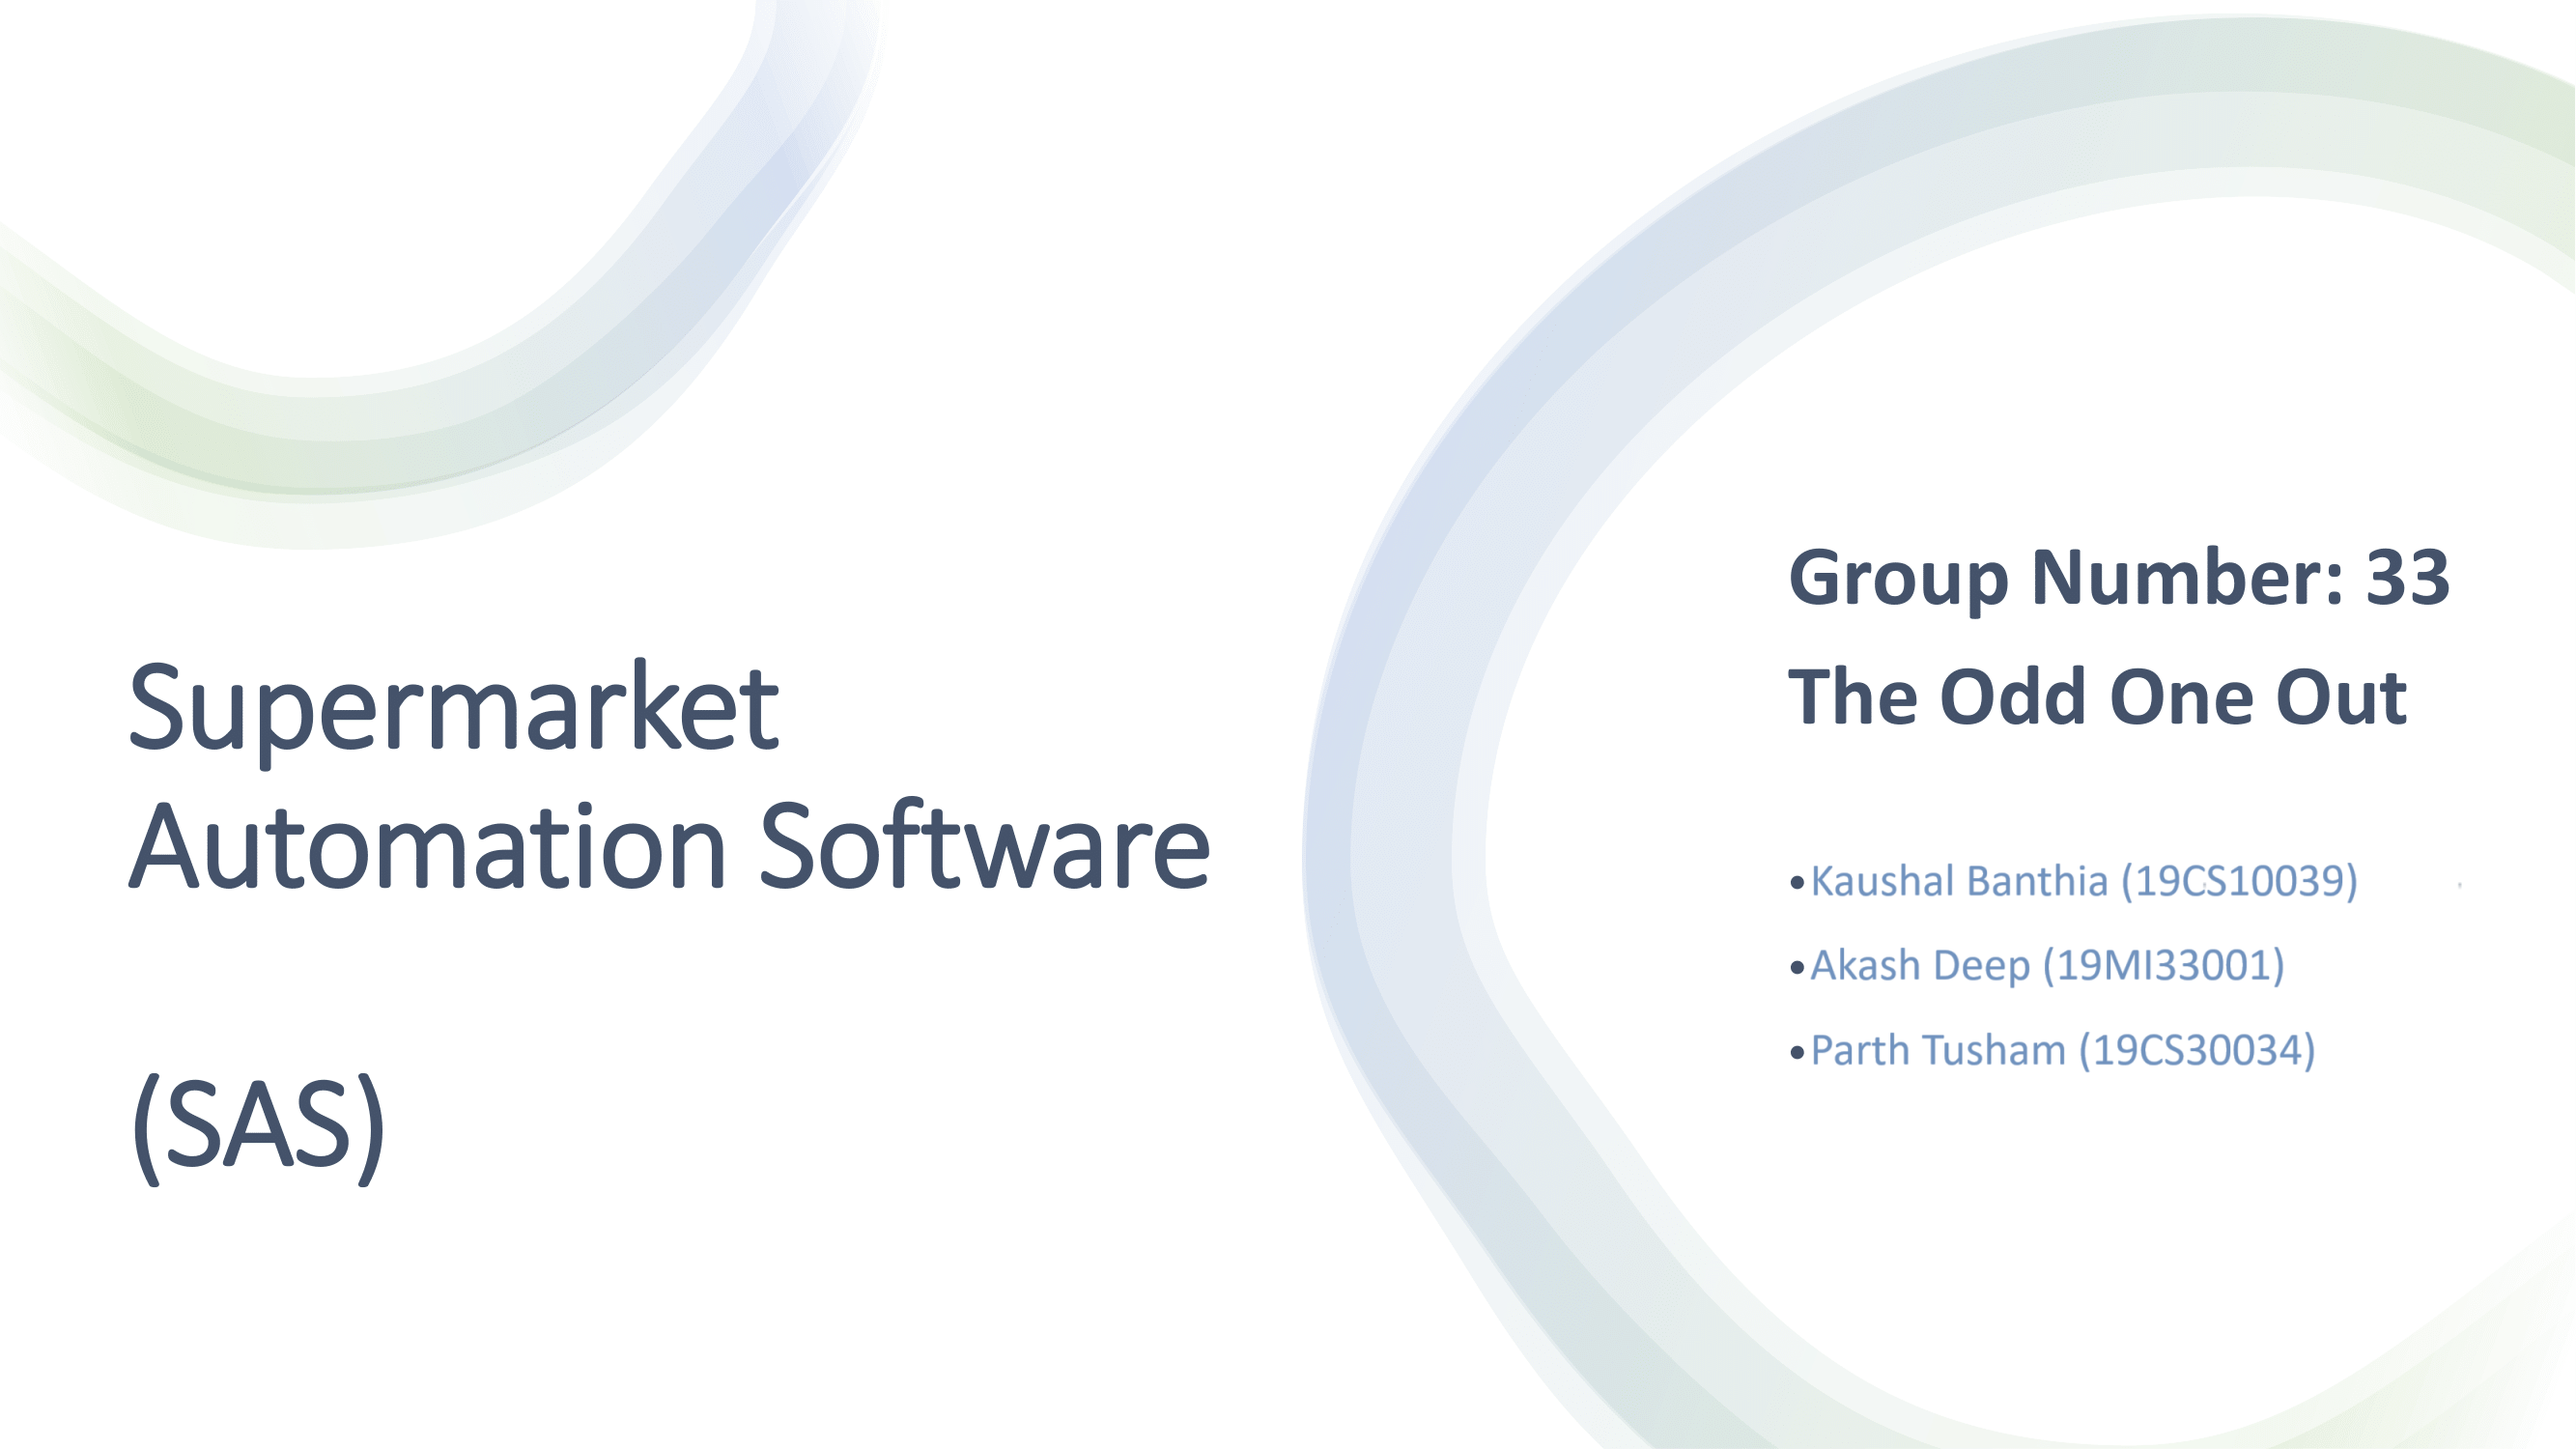 Supermarket
Automation Software
(SAS)
Group Number: 33
The Odd One Out
•Kaushal Banthia (19CS10039)
•Akash Deep (19MI33001)
•Parth Tusham (19CS30034)